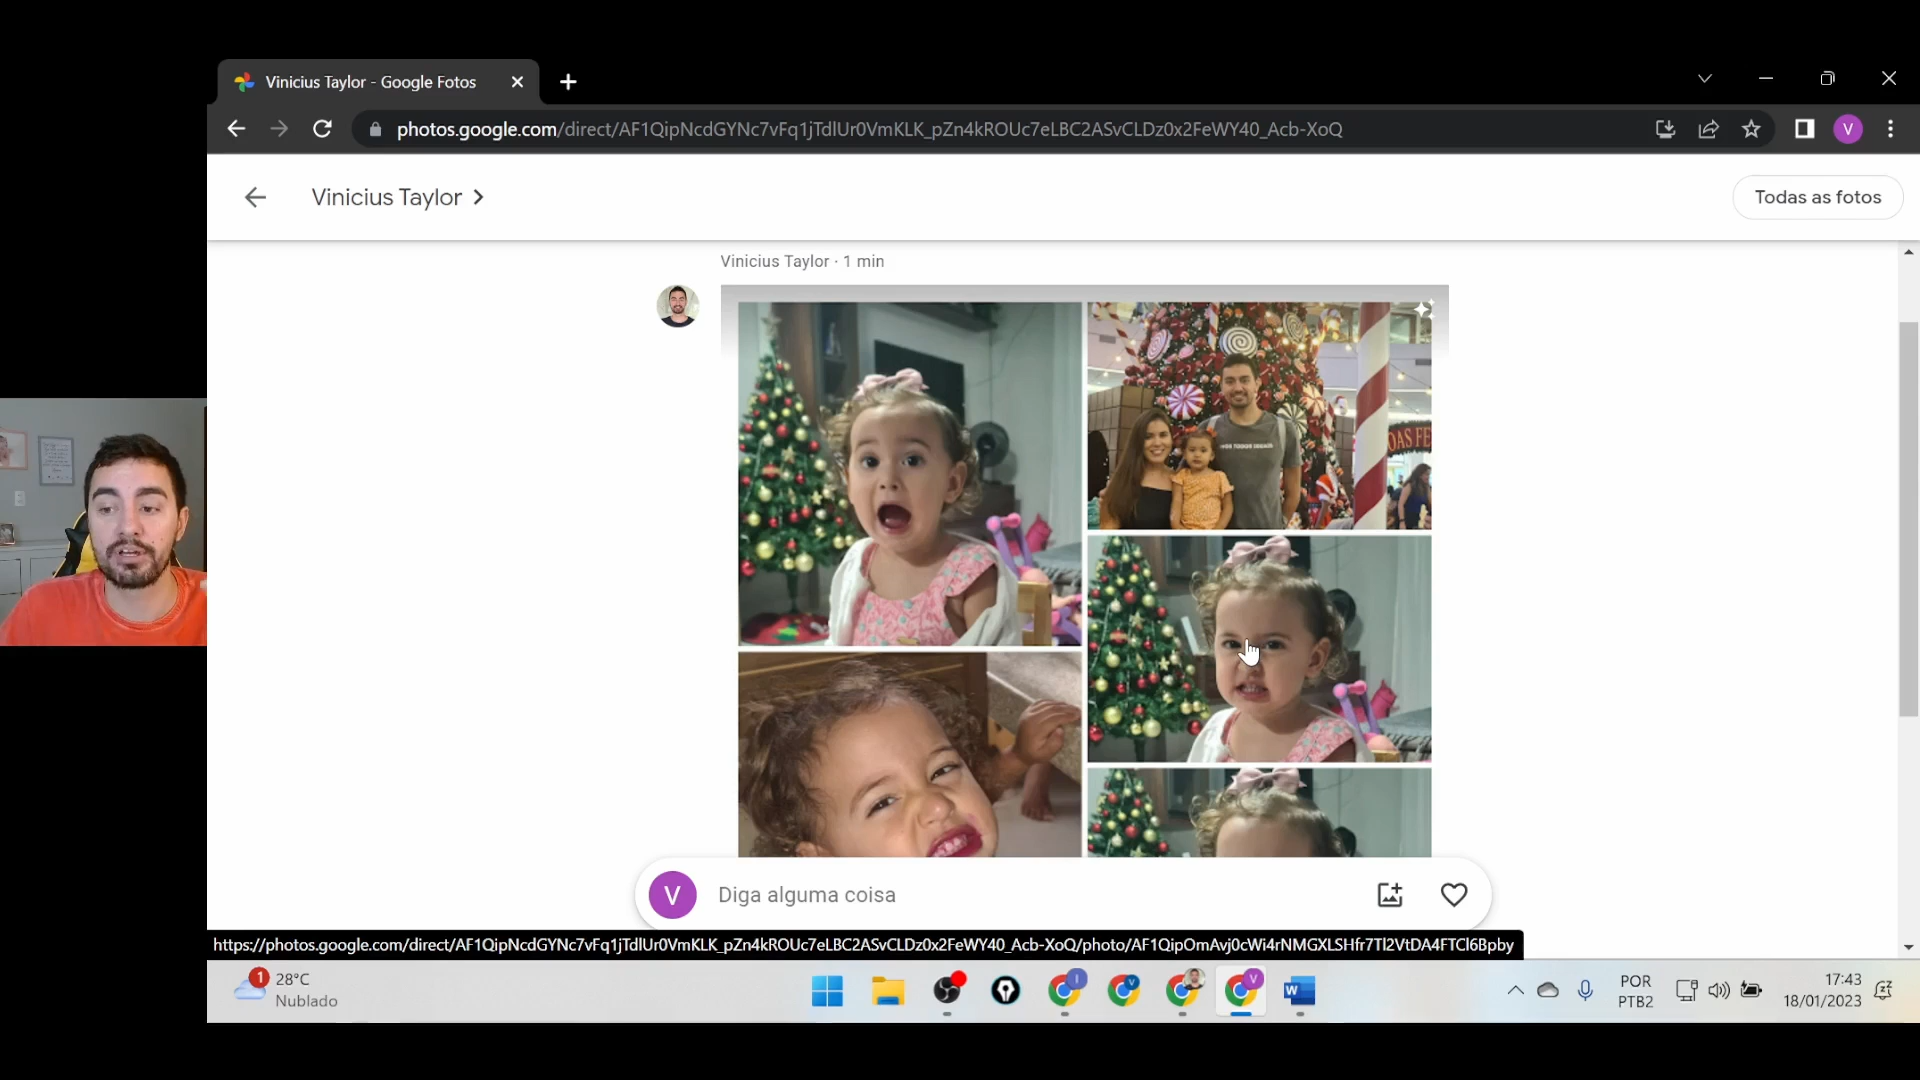 Vinicius Taylor - Google Fotos
photos.google.com/direct/AF1QipNcdGYNc7vFq1jTdlUr0VmKLK_pZn4kROUc7eLBC2ASvCLDz0x2FeWY40_Acb-XoQ
V
Vinicius Taylor
Todas as fotos
Vinicius Taylor · 1 min
V
Diga alguma coisa
https://photos.google.com/direct/AF1QipNcdGYNc7vFq1jTdlUr0VmKLK_pZn4kROUc7eLBC2ASvCLDz0x2FeWY40_Acb-XoQ/photo/AF1QipOmAvj0cWi4rNMGXLSHfr7Tl2VtDA4FTCl6Bpby
1
28°C
Nublado
I
V
V
W
POR
PTB2
17:43
18/01/2023